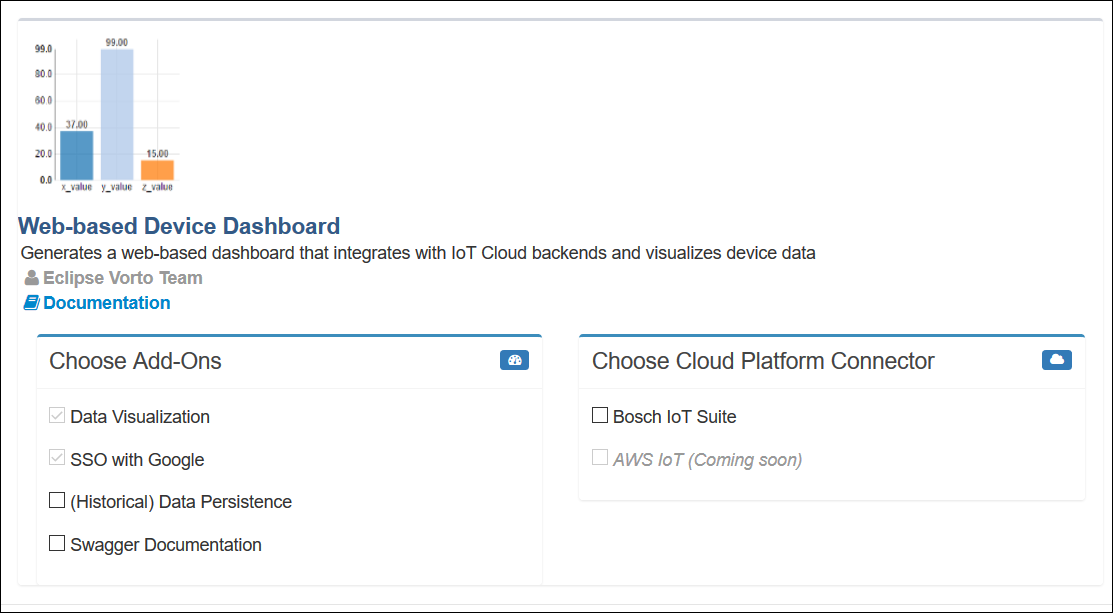 99.00
99.0
80.0
60.0
40.0
37.00
20.0
15.00
0.0
x_value y_value z_value
Web-based Device Dashboard
Generates a web-based dashboard that integrates with IoT Cloud backends and visualizes device data
Eclipse Vorto Team
Documentation
Choose Add-Ons
Data Visualization
SSO with Google
(Historical) Data Persistence
Swagger Documentation
Choose Cloud Platform Connector
Bosch IoT Suite
AWS IoT (Coming soon)